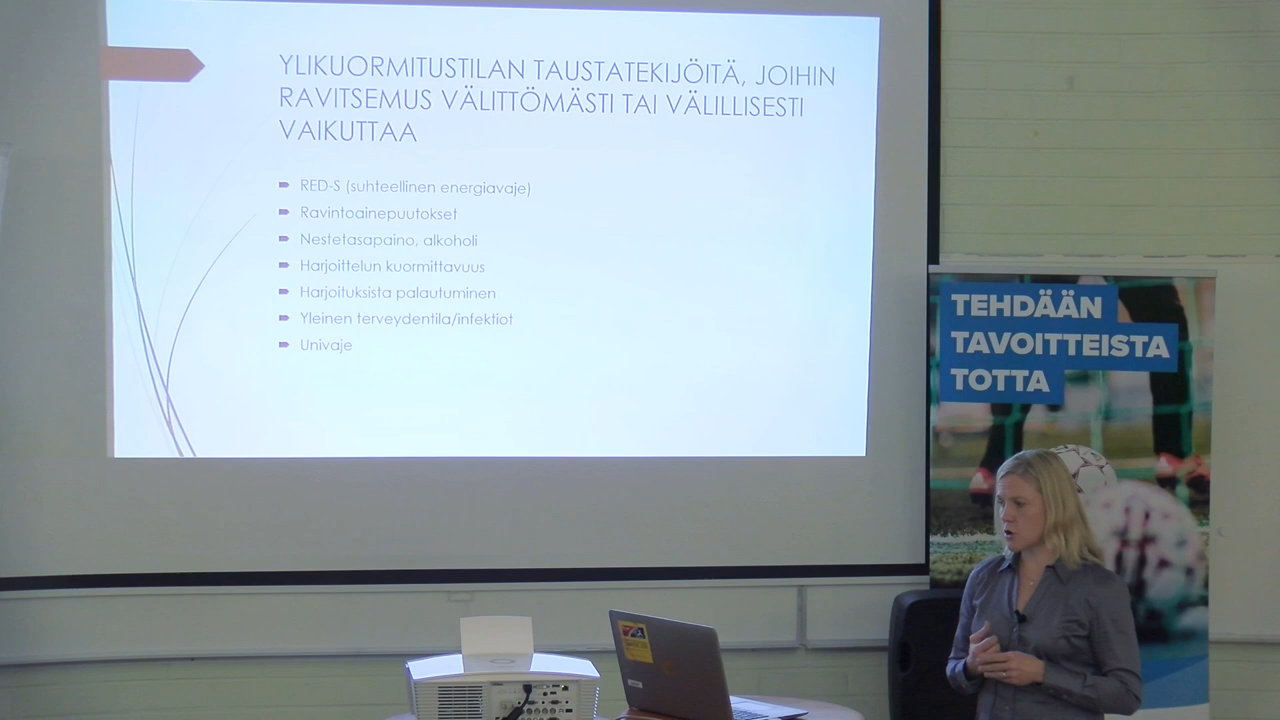 YLIKUORMITUSTILAN TAUSTATEKIJÖITÄ, JOIHIN
RAVITSEMUS VÄLITTÖMÄSTI TAI VÄLILLISESTI
VAIKUTTAA
RED-S (suhteellinen energiavaje)
Ravintoainepuutokset
Nestetasapaino, alkoholi
Harjoittelun kuormittavuus
Harjoituksista palautuminen
Yleinen terveydentila/infektiot
Univaje
TEHDÄÄN
TAVOITTEISTA
TOTTA